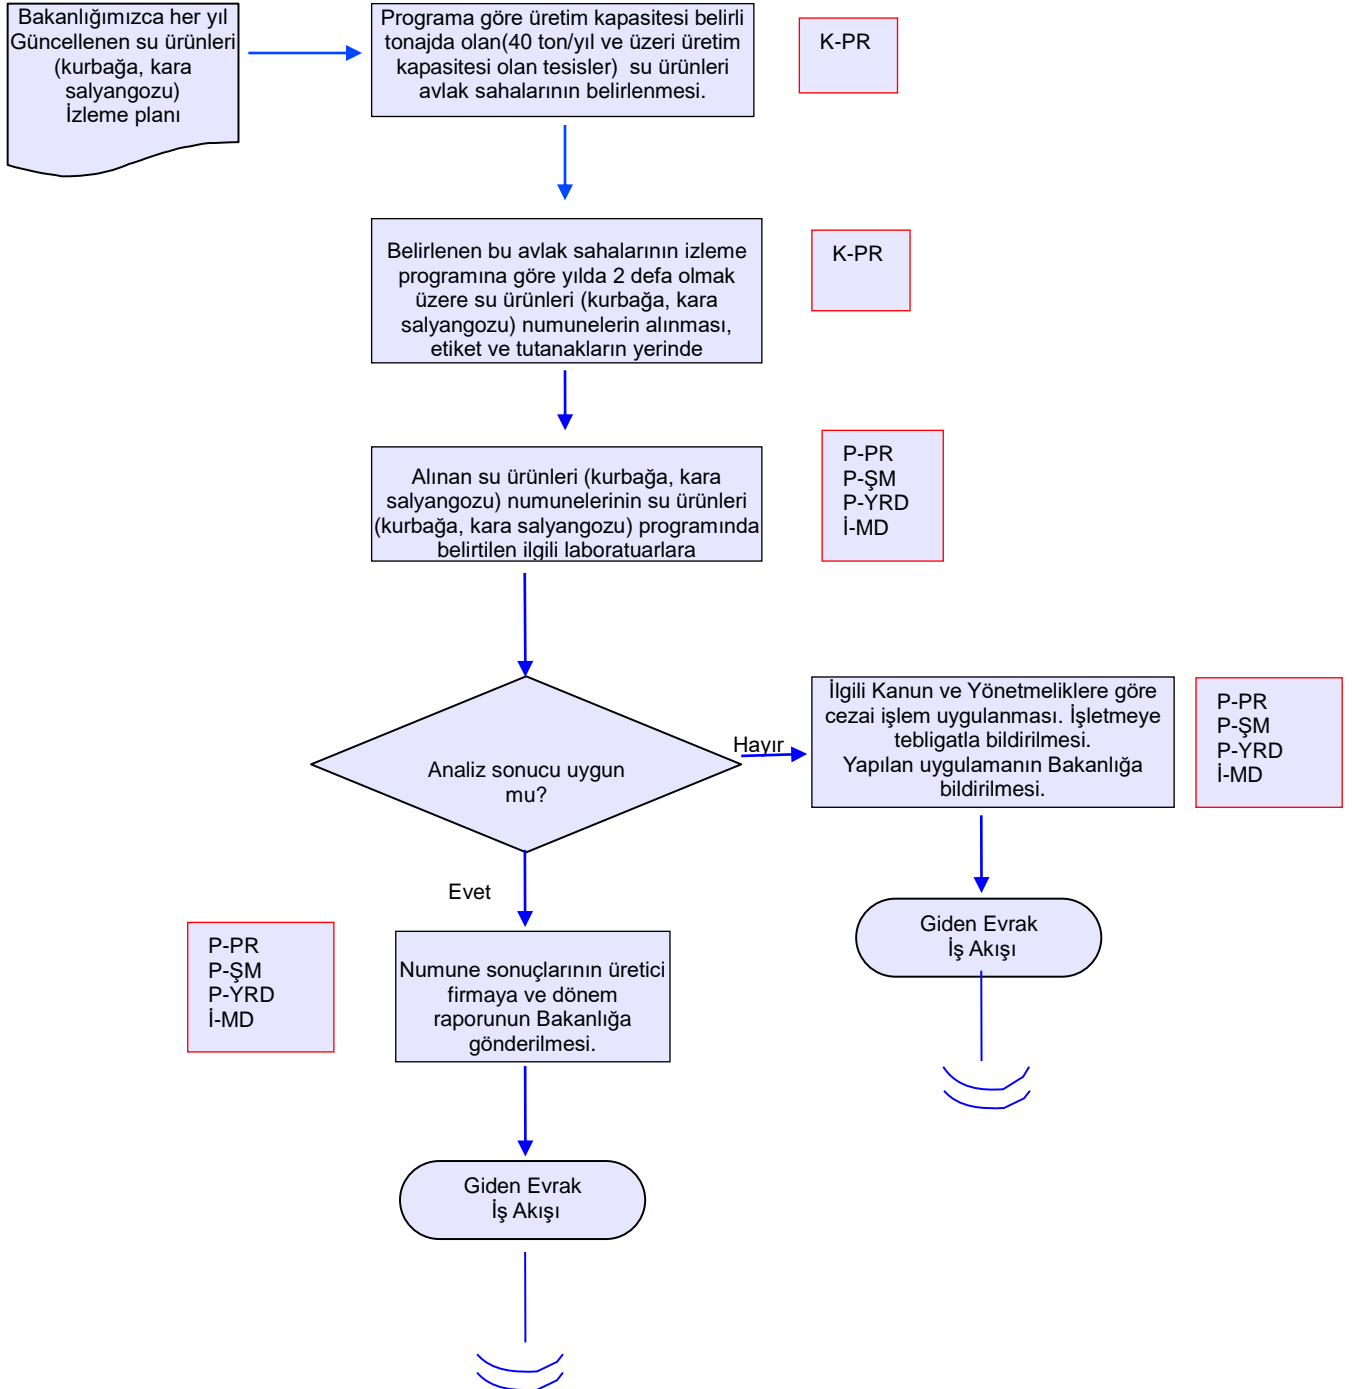 Bakanlığımızca her yıl
Güncellenen su ürünleri
(kurbağa, kara
salyangozu)
İzleme planı
Programa göre üretim kapasitesi belirli
tonajda olan(40 ton/yıl ve üzeri üretim
kapasitesi olan tesisler) su ürünleri
avlak sahalarının belirlenmesi.
K-PR
Belirlenen bu avlak sahalarının izleme
programına göre yılda 2 defa olmak
üzere su ürünleri (kurbağa, kara
salyangozu) numunelerin alınması,
etiket ve tutanakların yerinde
K-PR
Alınan su ürünleri (kurbağa, kara
salyangozu) numunelerinin su ürünleri
(kurbağa, kara salyangozu) programında
belirtilen ilgili laboratuarlara
P-PR
P-ŞM
P-YRD
İ-MD
Analiz sonucu uygun
mu?
Hayır
İlgili Kanun ve Yönetmeliklere göre
cezai işlem uygulanması. İşletmeye
tebligatla bildirilmesi.
Yapılan uygulamanın Bakanlığa
bildirilmesi.
P-PR
P-ŞM
P-YRD
İ-MD
Giden Evrak
İş Akışı
Evet
P-PR
P-ŞM
P-YRD
İ-MD
Numune sonuçlarının üretici
firmaya ve dönem
raporunun Bakanlığa
gönderilmesi.
Giden Evrak
İş Akışı